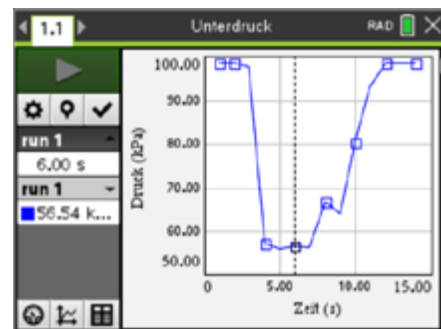 1.1 Unterdruck RAD
run 1
6.00 s
run 1
56.54 k...
Druck (kPa)
100.00
90.00
80.00
70.00
60.00
50.00
0 5.00 10.00 15.00
Zeit (s)